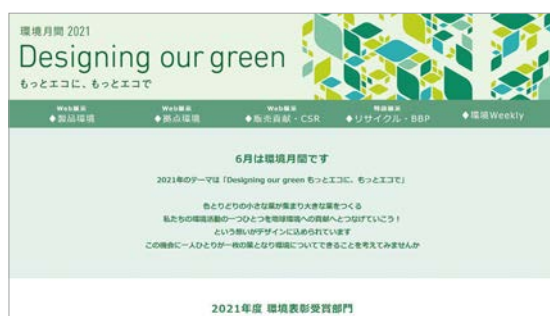 環境月間 2021
Designing our green
もっとエコに、もっとエコで
Web展示
◆製品環境
Web展示
◆拠点環境
Web展示
◆販売貢献・CSR
特設展示
◆リサイクル・BBP
◆環境Weekly
6月は環境月間です
2021年のテーマは「Designing our green もっとエコに、もっとエコで」
色とりどりの小さな葉が集まり大きな葉をつくる
私たちの環境活動の一つひとつを地球環境への貢献へとつなげていこう！
という想いがデザインに込められています
この機会に一人ひとりが一枚の葉となり環境についてできることを考えてみませんか
2021年度 環境表彰受賞部門